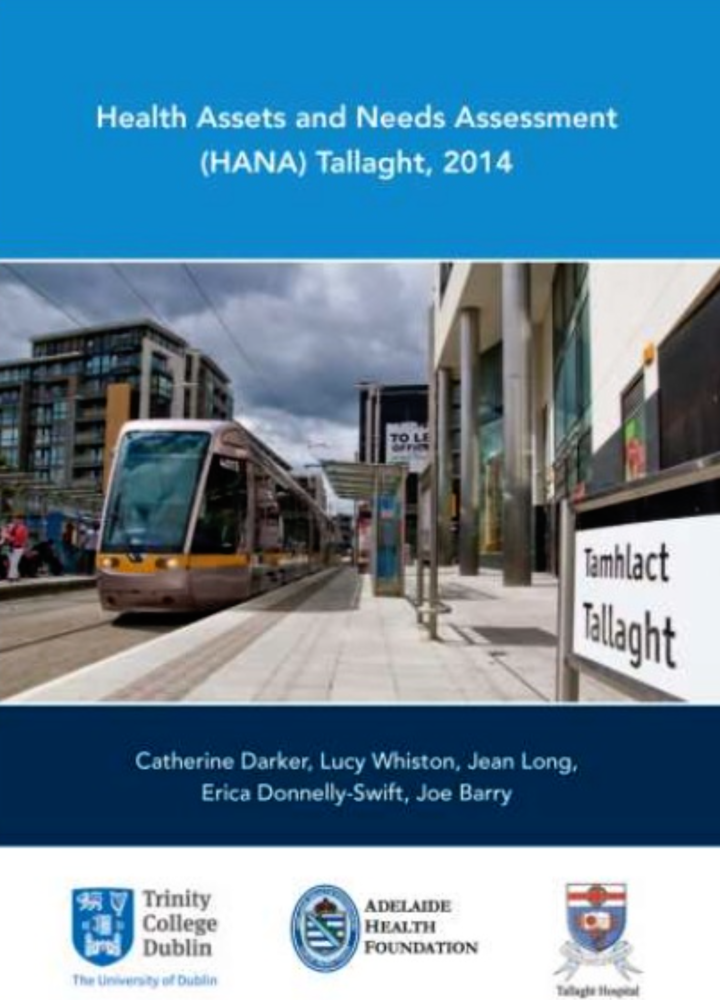 Health Assets and Needs Assessment
(HANA) Tallaght, 2014
TO LE
Tamhlact
Tallaght
Catherine Darker, Lucy Whiston, Jean Long,
Erica Donnelly-Swift, Joe Barry
Trinity
College
Dublin
The University of Dublin
ADELAIDE
HEALTH
FOUNDATION
Tallaght Hospital